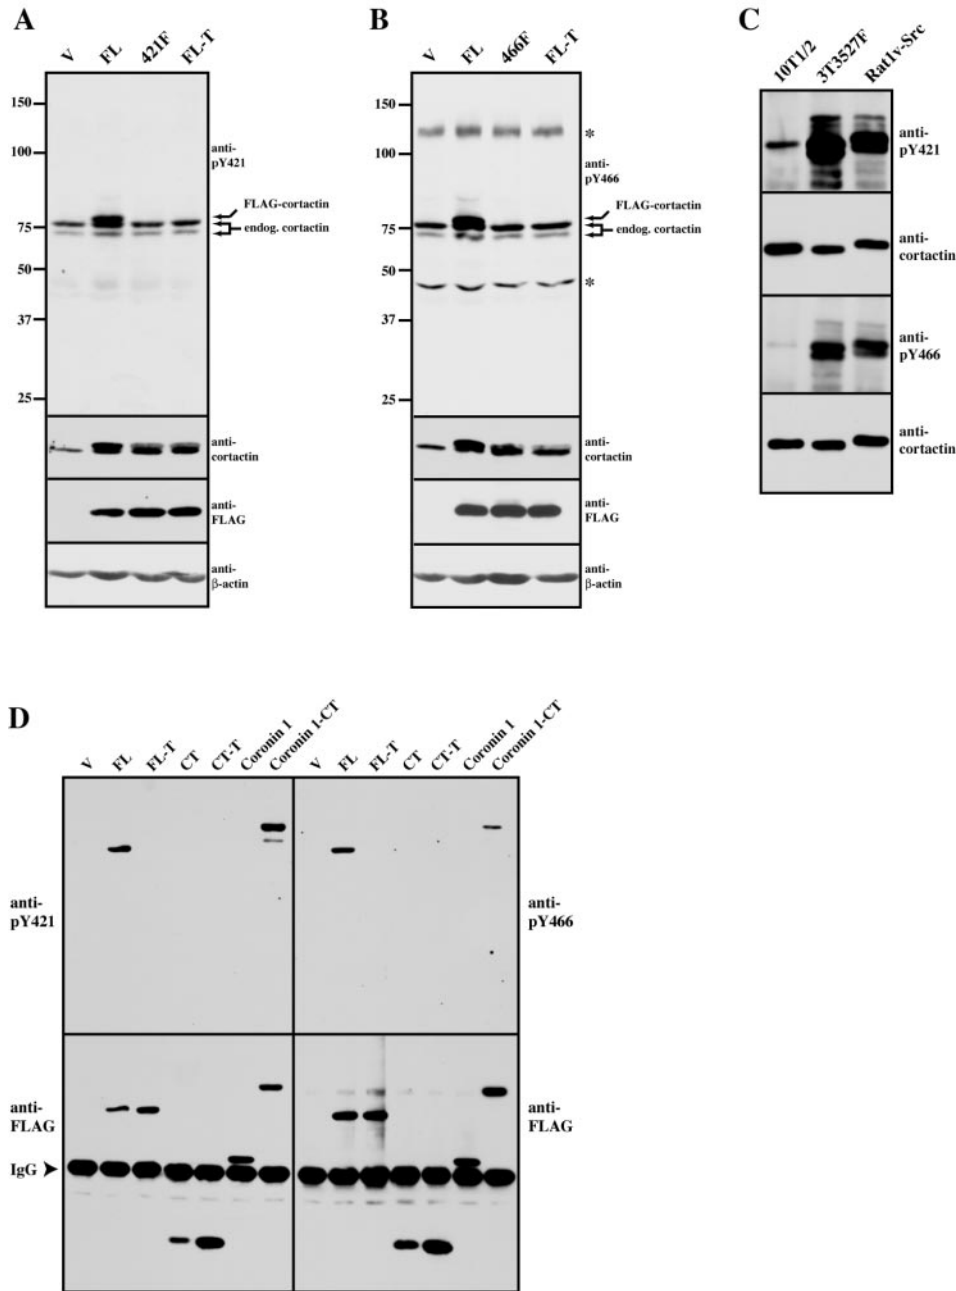 A
V FL 421F FL-T
150
100
75
50
37
25
anti-
pY421
FLAG-cortactin
endog. cortactin
anti-
cortactin
anti-
FLAG
anti-
β-actin
B
V FL 466F FL-T
150
100
75
50
37
25
*
anti-
pY466
FLAG-cortactin
endog. cortactin
*
anti-
cortactin
anti-
FLAG
anti-
β-actin
C
10T1/2 3T3527F Rat1v-Src
anti-
pY421
anti-
cortactin
anti-
pY466
anti-
cortactin
D
V FL FL-T CT CT-T Coronin 1 Coronin 1-CT V FL FL-T CT CT-T Coronin 1 Coronin 1-CT
anti-
pY421
anti-
pY466
anti-
FLAG
anti-
FLAG
IgG